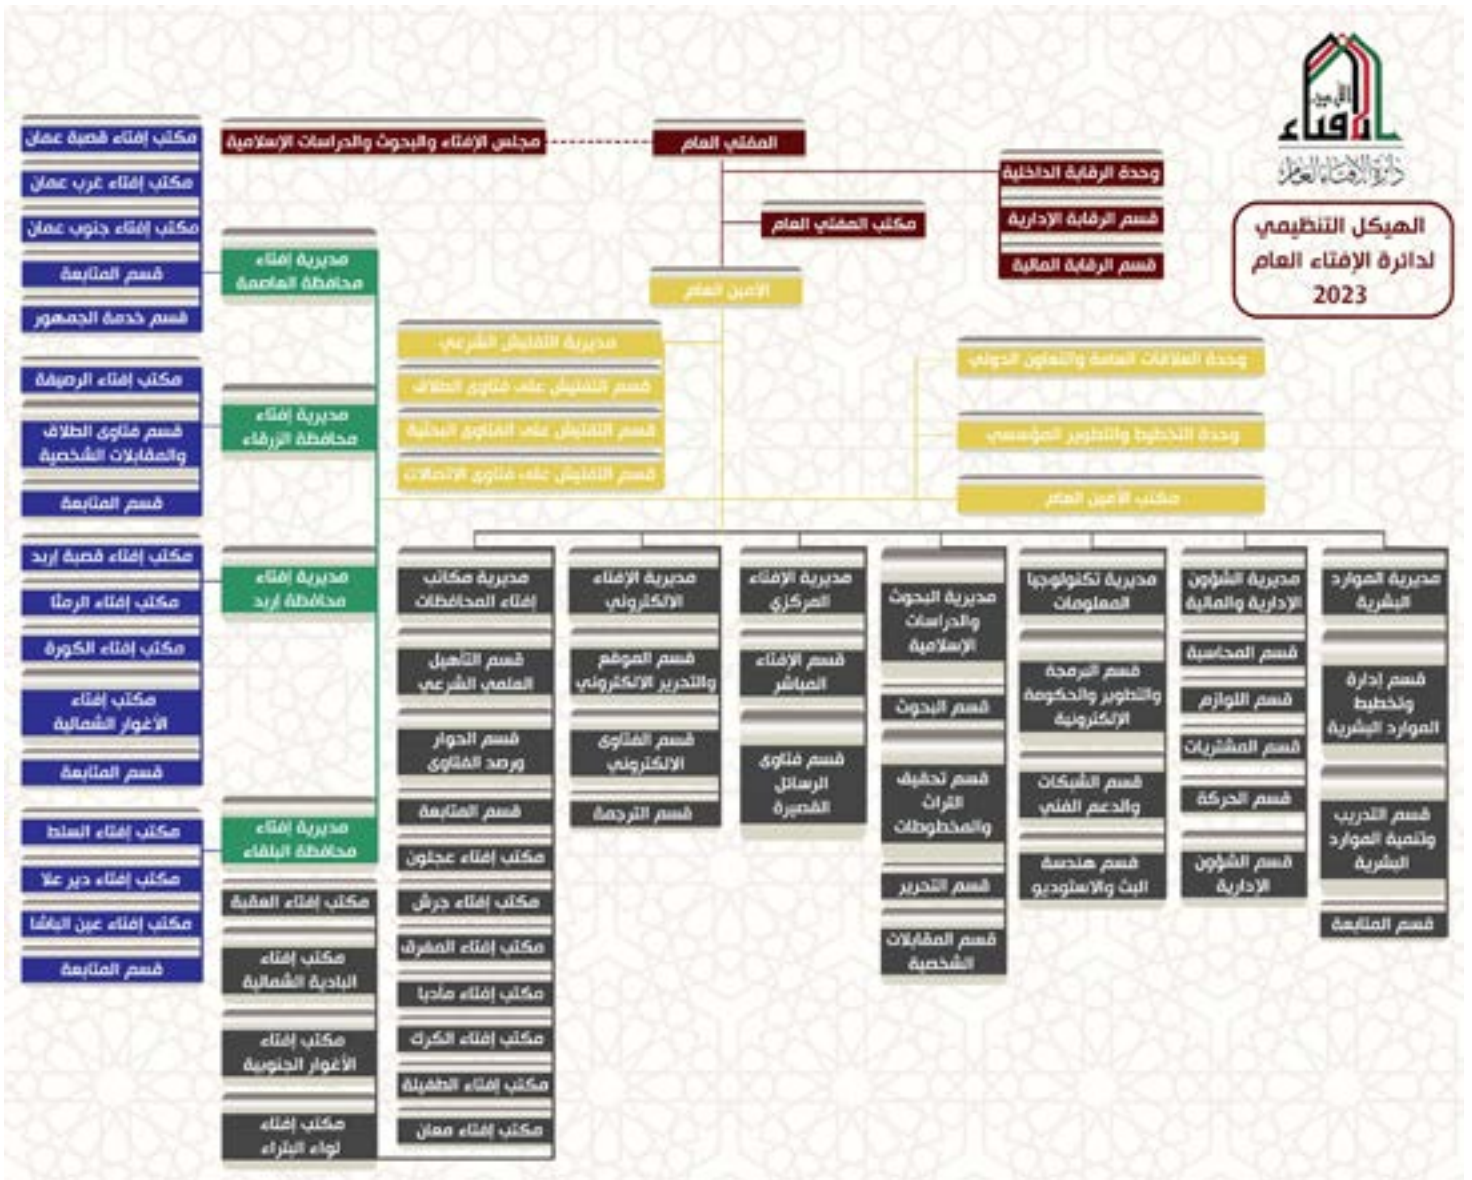 الإفتاء
دائرة الإفتاء العام
الهيكل التنظيمي
لدائرة الإفتاء العام
2023
المفتي العام
مجلس الإفتاء والبحوث والدراسات الإسلامية
وحدة الرقابة الداخلية
قسم الرقابة الإدارية
قسم الرقابة المالية
مكتب المفتي العام
الأمين العام
وحدة العلاقات العامة والتعاون الدولي
وحدة التخطيط والتطوير المؤسسي
مكتب الأمين العام
مديرية التفتيش الشرعي
قسم التفتيش على فتاوى الطلاق
قسم التفتيش على الفتاوى البحثية
قسم التفتيش على فتاوى الاتصالات
مديرية الموارد
البشرية
قسم إدارة
وتخطيط
الموارد البشرية
قسم التدريب
وتنمية الموارد
البشرية
قسم المتابعة
مديرية الشؤون
الإدارية والمالية
قسم المحاسبة
قسم اللوازم
قسم المشتريات
قسم الحركة
قسم الشؤون
الإدارية
مديرية تكنولوجيا
المعلومات
قسم البرمجة
والتطوير والحكومة
الإلكترونية
قسم الشبكات
والدعم الفني
قسم هندسة
البث والاستوديو
مديرية البحوث
والدراسات
الإسلامية
قسم البحوث
قسم تحقيق
التراث
والمخطوطات
قسم التحرير
قسم المقابلات
الشخصية
مديرية الإفتاء
المركزي
قسم الإفتاء
المباشر
قسم فتاوى
الرسائل
القصيرة
مديرية الإفتاء
الالكتروني
قسم الموقع
والتحرير الالكتروني
قسم الفتاوى
الالكتروني
قسم الترجمة
مديرية مكاتب
إفتاء المحافظات
قسم التأهيل
العلمي الشرعي
قسم الحوار
ورصد الفتاوى
قسم المتابعة
مكتب إفتاء عجلون
مكتب إفتاء جرش
مكتب إفتاء المفرق
مكتب إفتاء مادبا
مكتب إفتاء الكرك
مكتب إفتاء الطفيلة
مكتب إفتاء معان
مكتب إفتاء العقبة
مكتب إفتاء
البادية الشمالية
مكتب إفتاء
الأغوار الجنوبية
مكتب إفتاء
لواء البتراء
مديرية إفتاء
محافظة العاصمة
مكتب إفتاء قصبة عمان
مكتب إفتاء غرب عمان
مكتب إفتاء جنوب عمان
قسم المتابعة
قسم خدمة الجمهور
مديرية إفتاء
محافظة الزرقاء
مكتب إفتاء الرصيفة
قسم فتاوى الطلاق
والمقابلات الشخصية
قسم المتابعة
مديرية إفتاء
محافظة إربد
مكتب إفتاء قصبة إربد
مكتب إفتاء الرمثا
مكتب إفتاء الكورة
مكتب إفتاء
الأغوار الشمالية
قسم المتابعة
مديرية إفتاء
محافظة البلقاء
مكتب إفتاء السلط
مكتب إفتاء دير علا
مكتب إفتاء عين الباشا
قسم المتابعة